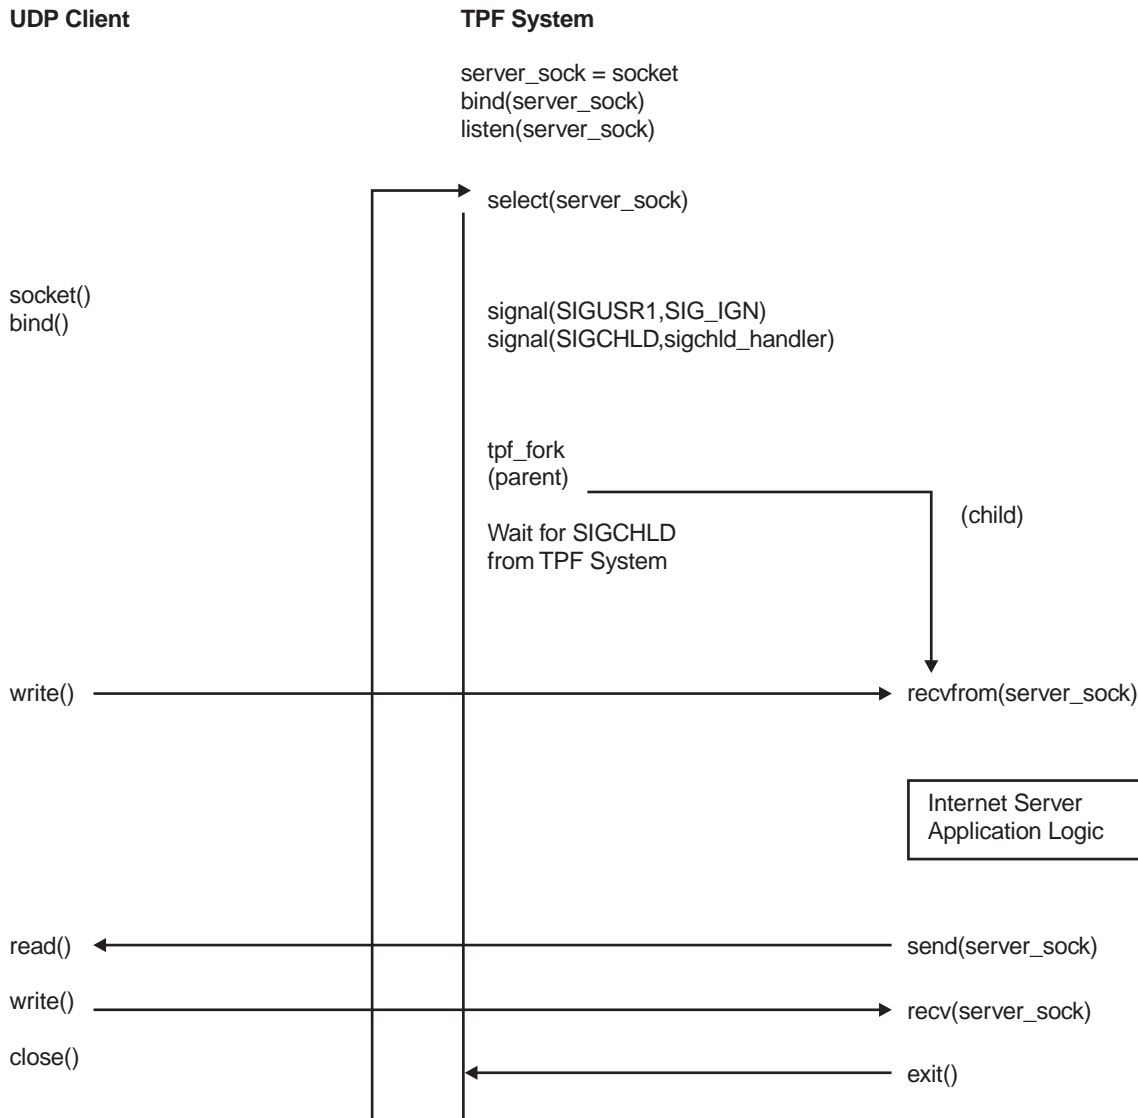 UDP Client
TPF System
server_sock = socket
bind(server_sock)
listen(server_sock)
select(server_sock)
socket()
bind()
signal(SIGUSR1,SIG_IGN)
signal(SIGCHLD,sigchld_handler)
tpf_fork
(parent)
(child)
Wait for SIGCHLD
from TPF System
write()
recvfrom(server_sock)
Internet Server
Application Logic
read()
send(server_sock)
write()
recv(server_sock)
close()
exit()